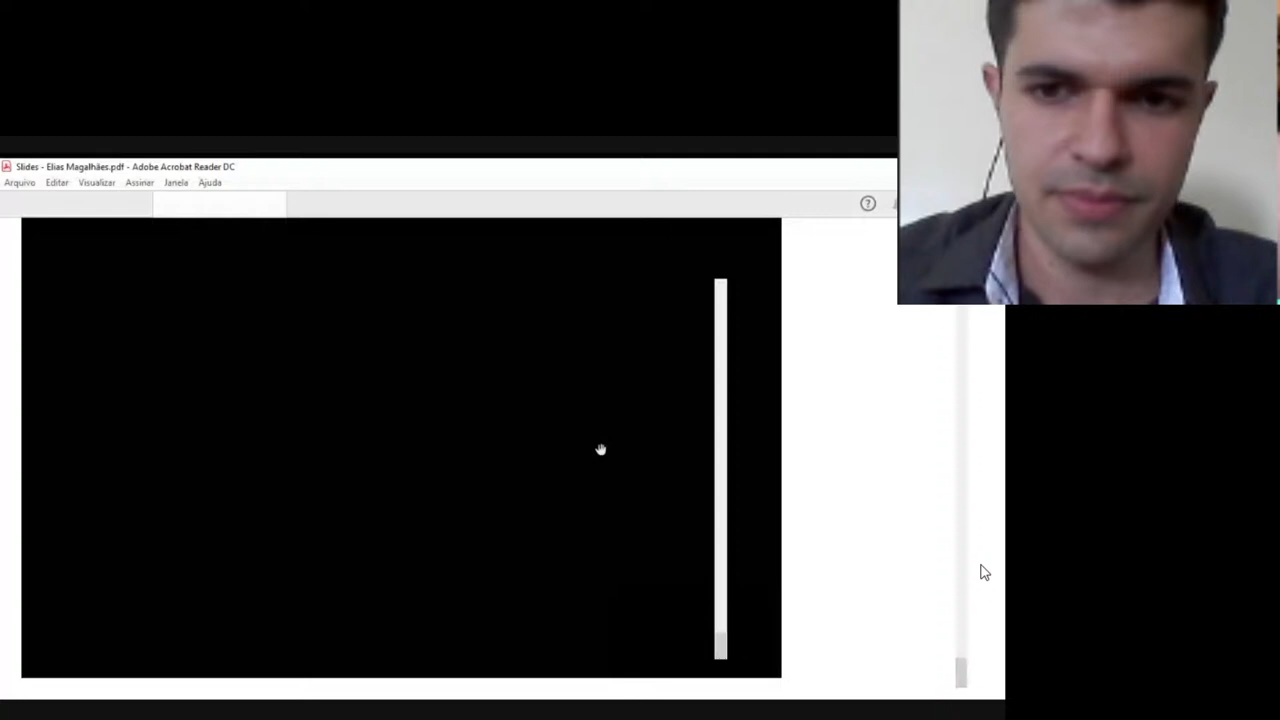 Slides - Elias Magalhães.pdf - Adobe Acrobat Reader DC
Arquivo Editar Visualizar Assinar Janela Ajuda
?